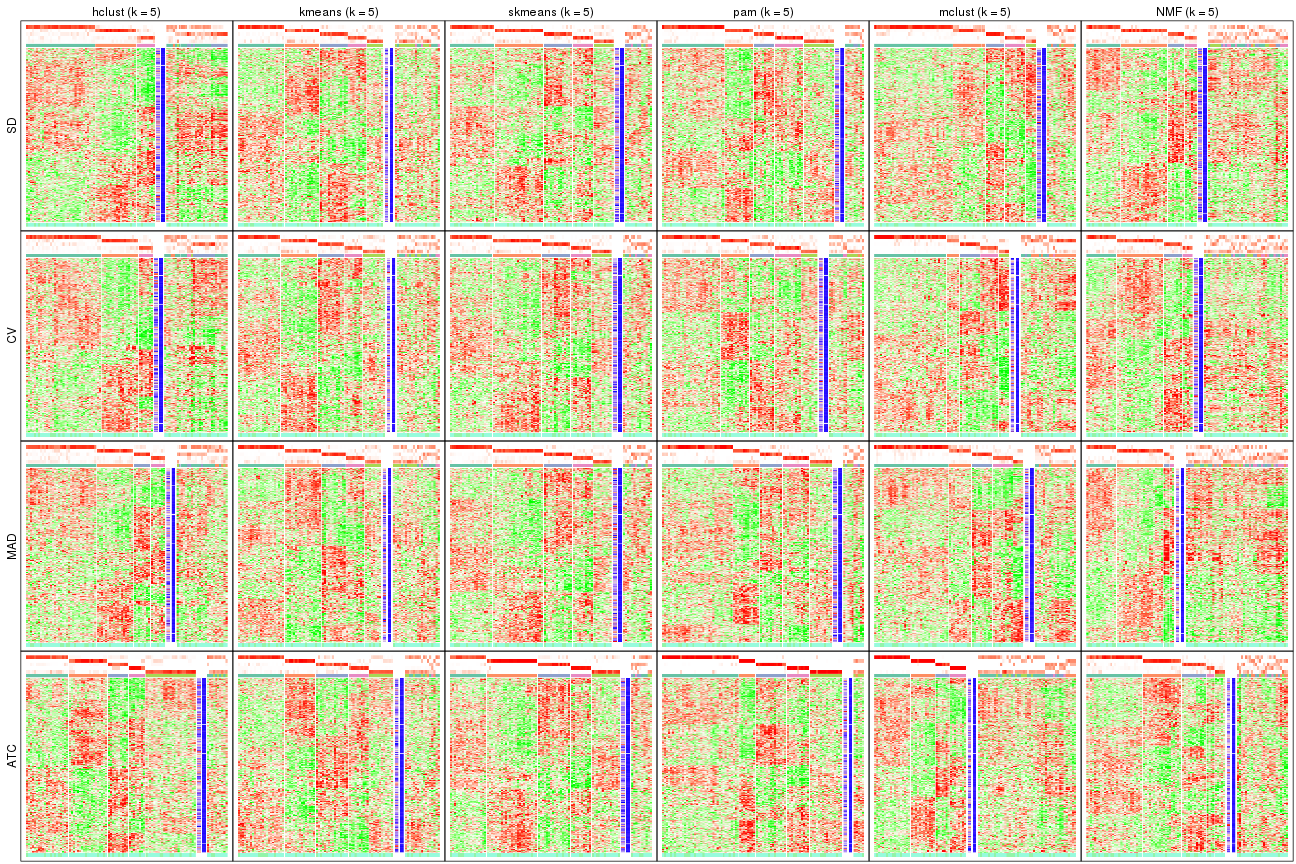 hclust (k = 5)
kmeans (k = 5)
skmeans (k = 5)
pam (k = 5)
mclust (k = 5)
NMF (k = 5)
SD
CV
MAD
ATC